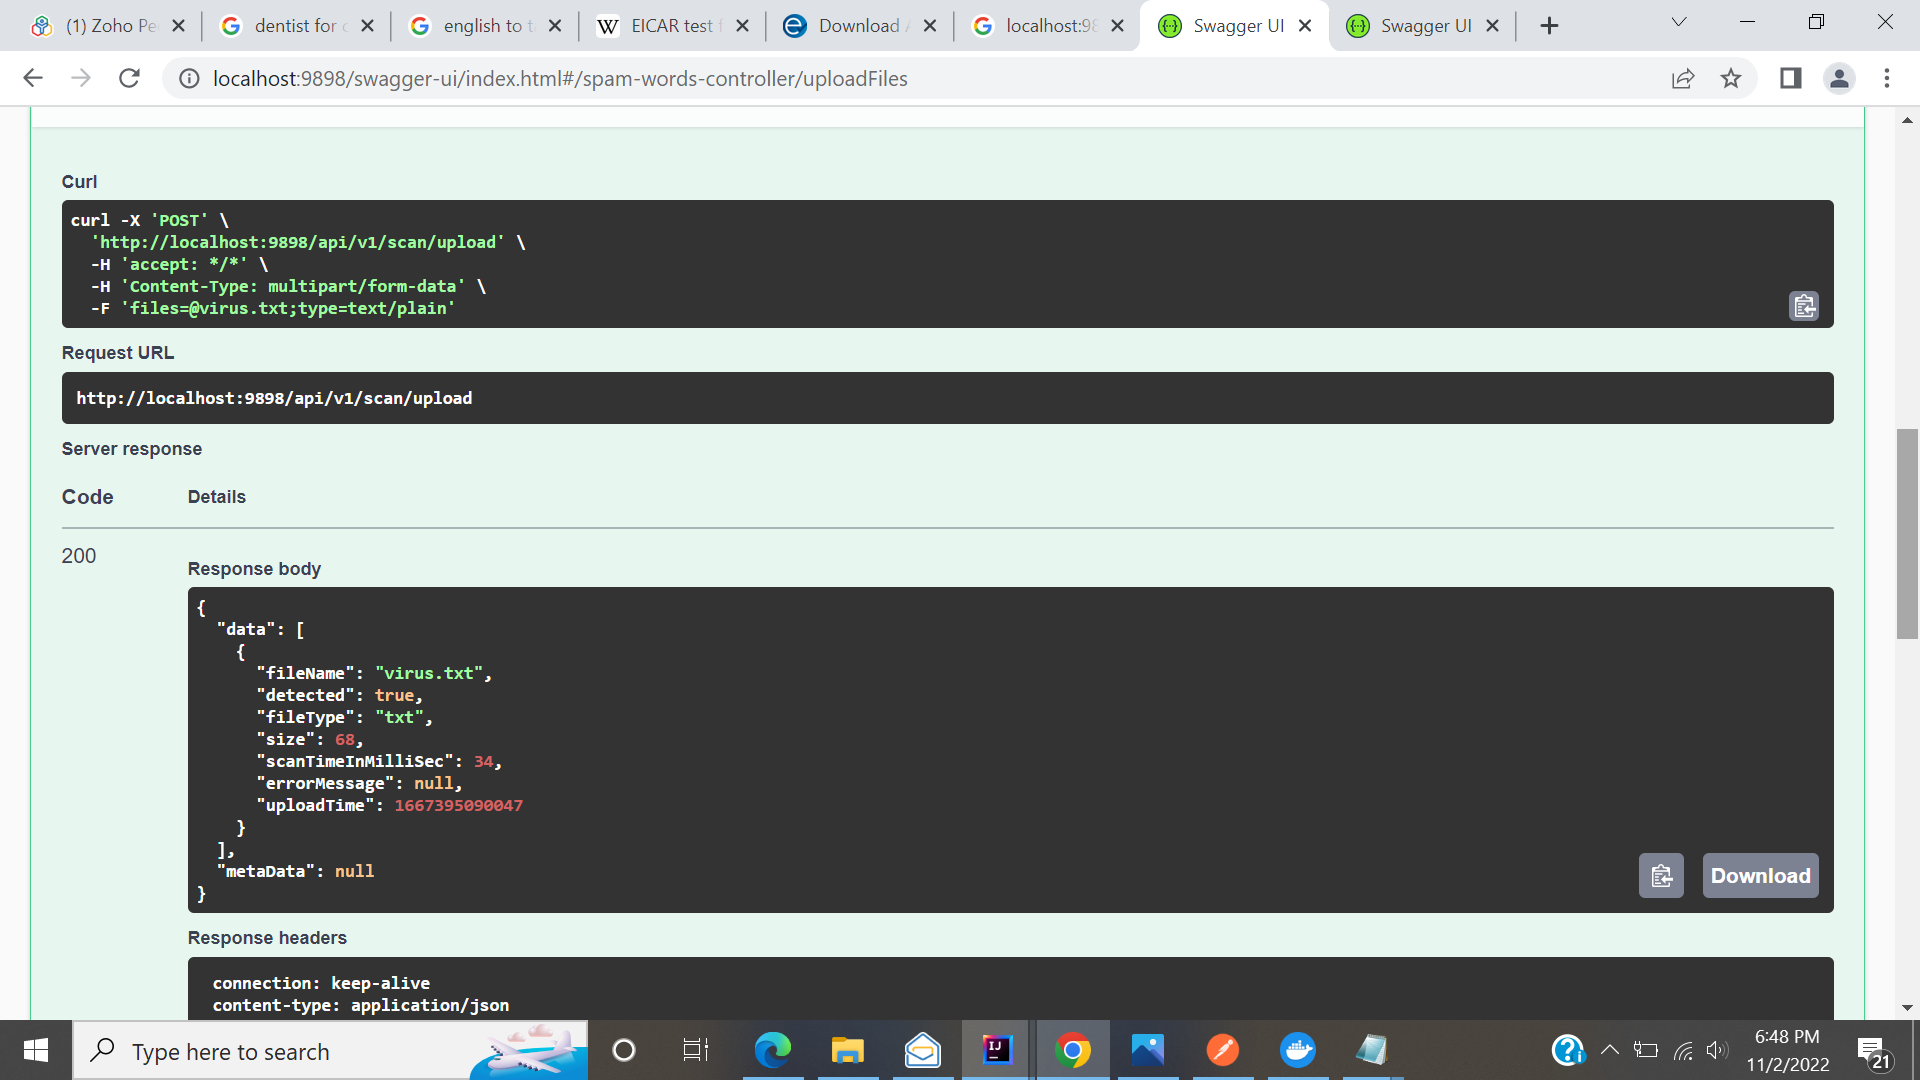 (1) Zoho Pe
dentist for c
english to t
EICAR test f
Download A
localhost:98
Swagger UI
Swagger UI
localhost:9898/swagger-ui/index.html#/spam-words-controller/uploadFiles
Curl
curl -X 'POST' \
'http://localhost:9898/api/v1/scan/upload' \
-H 'accept: */*' \
-H 'Content-Type: multipart/form-data' \
-F 'files=@virus.txt;type=text/plain'
Request URL
http://localhost:9898/api/v1/scan/upload
Server response
Code Details
200
Response body
{
"data": [
{
"fileName": "virus.txt",
"detected": true,
"fileType": "txt",
"size": 68,
"scanTimeInMilliSec": 34,
"errorMessage": null,
"uploadTime": 1667395090047
}
],
"metaData": null
}
Download
Response headers
connection: keep-alive
content-type: application/json
Type here to search
6:48 PM
11/2/2022
21